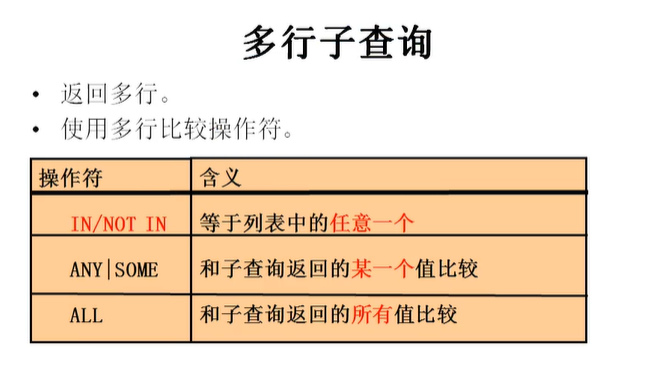 多行子查询
• 返回多行。
• 使用多行比较操作符。
操作符 含义
IN/NOT IN 等于列表中的任意一个
ANY|SOME 和子查询返回的某一个值比较
ALL 和子查询返回的所有值比较